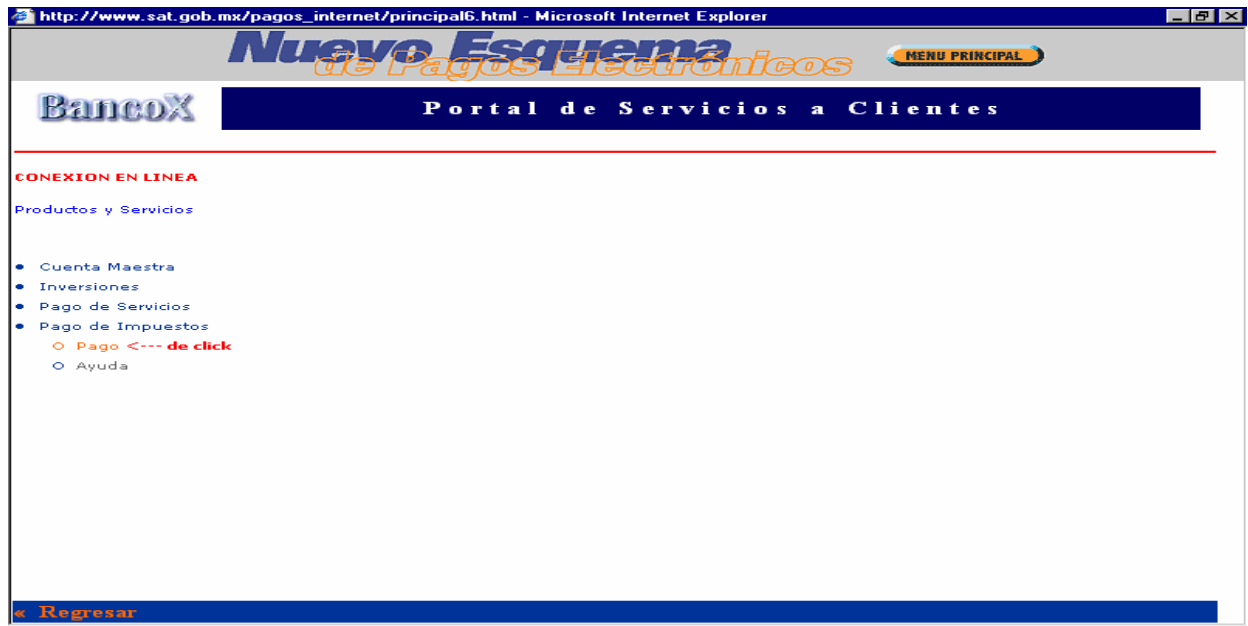 http://www.sat.gob.mx/pagos_internet/principal6.html - Microsoft Internet Explorer
Nuevo Esquema
de Pagos Electrónicos
MENU PRINCIPAL
BancoX
Portal de Servicios a Clientes
CONEXION EN LINEA
Productos y Servicios
Cuenta Maestra
Inversiones
Pago de Servicios
Pago de Impuestos
Pago <--- de click
Ayuda
« Regresar